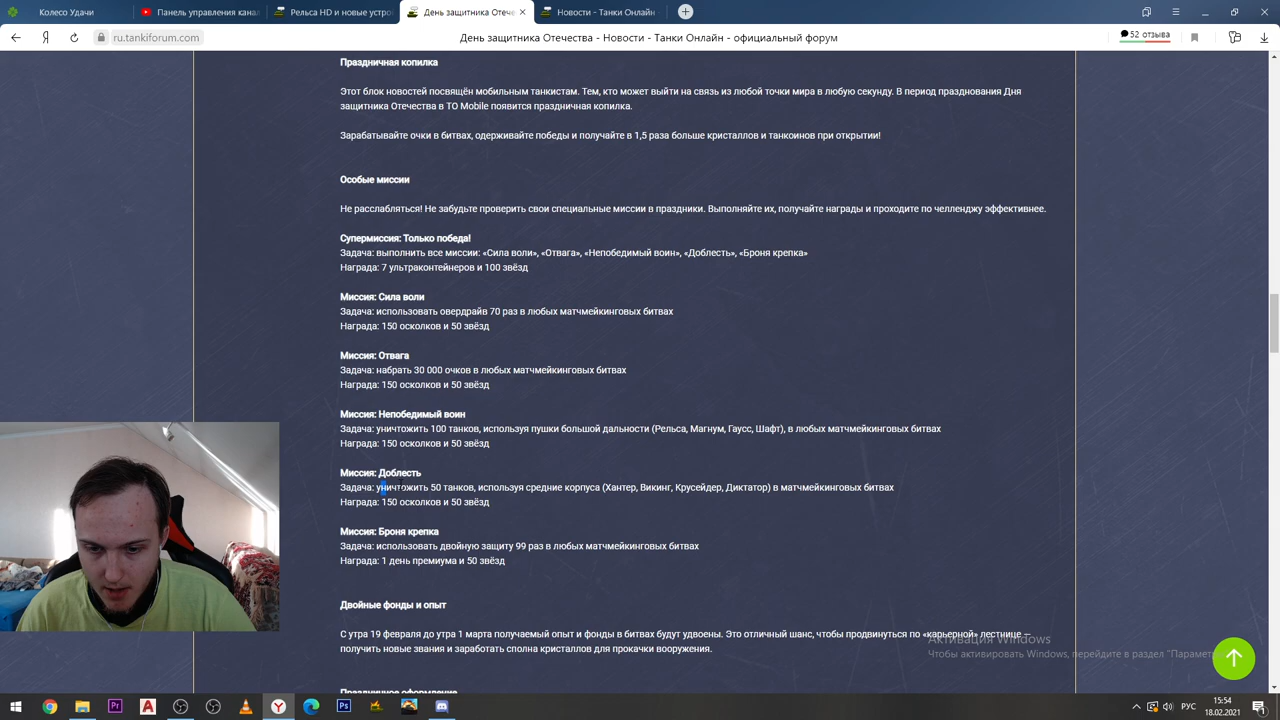 Колесо Удачи
Панель управления канал
Рельса HD и новые устро
День защитника Отече
Новости - Танки Онлайн
ru.tankiforum.com
День защитника Отечества - Новости - Танки Онлайн - официальный форум
52 отзыва
Праздничная копилка
Этот блок новостей посвящён мобильным танкистам. Тем, кто может выйти на связь из любой точки мира в любую секунду. В период празднования Дня
защитника Отечества в ТО Mobile появится праздничная копилка.
Зарабатывайте очки в битвах, одерживайте победы и получайте в 1,5 раза больше кристаллов и танкоинов при открытии!
Особые миссии
Не расслабляться! Не забудьте проверить свои специальные миссии в праздники. Выполняйте их, получайте награды и проходите по челленджу эффективнее.
Супермиссия: Только победа!
Задача: выполнить все миссии: «Сила воли», «Отвага», «Непобедимый воин», «Доблесть», «Броня крепка»
Награда: 7 ультраконтейнеров и 100 звёзд
Миссия: Сила воли
Задача: использовать овердрайв 70 раз в любых матчмейкинговых битвах
Награда: 150 осколков и 50 звёзд
Миссия: Отвага
Задача: набрать 30 000 очков в любых матчмейкинговых битвах
Награда: 150 осколков и 50 звёзд
Миссия: Непобедимый воин
Задача: уничтожить 100 танков, используя пушки большой дальности (Рельса, Магнум, Гаусс, Шафт), в любых матчмейкинговых битвах
Награда: 150 осколков и 50 звёзд
Миссия: Доблесть
Задача: уничтожить 50 танков, используя средние корпуса (Хантер, Викинг, Крусейдер, Диктатор) в матчмейкинговых битвах
Награда: 150 осколков и 50 звёзд
Миссия: Броня крепка
Задача: использовать двойную защиту 99 раз в любых матчмейкинговых битвах
Награда: 1 день премиума и 50 звёзд
Двойные фонды и опыт
С утра 19 февраля до утра 1 марта получаемый опыт и фонды в битвах будут удвоены. Это отличный шанс, чтобы продвинуться по «карьерной» лестнице —
получить новые звания и заработать сполна кристаллов для прокачки вооружения.
Активация Windows
Чтобы активировать Windows, перейдите в раздел "Парамет
Праздничное оформление
РУС
15:54
18.02.2021